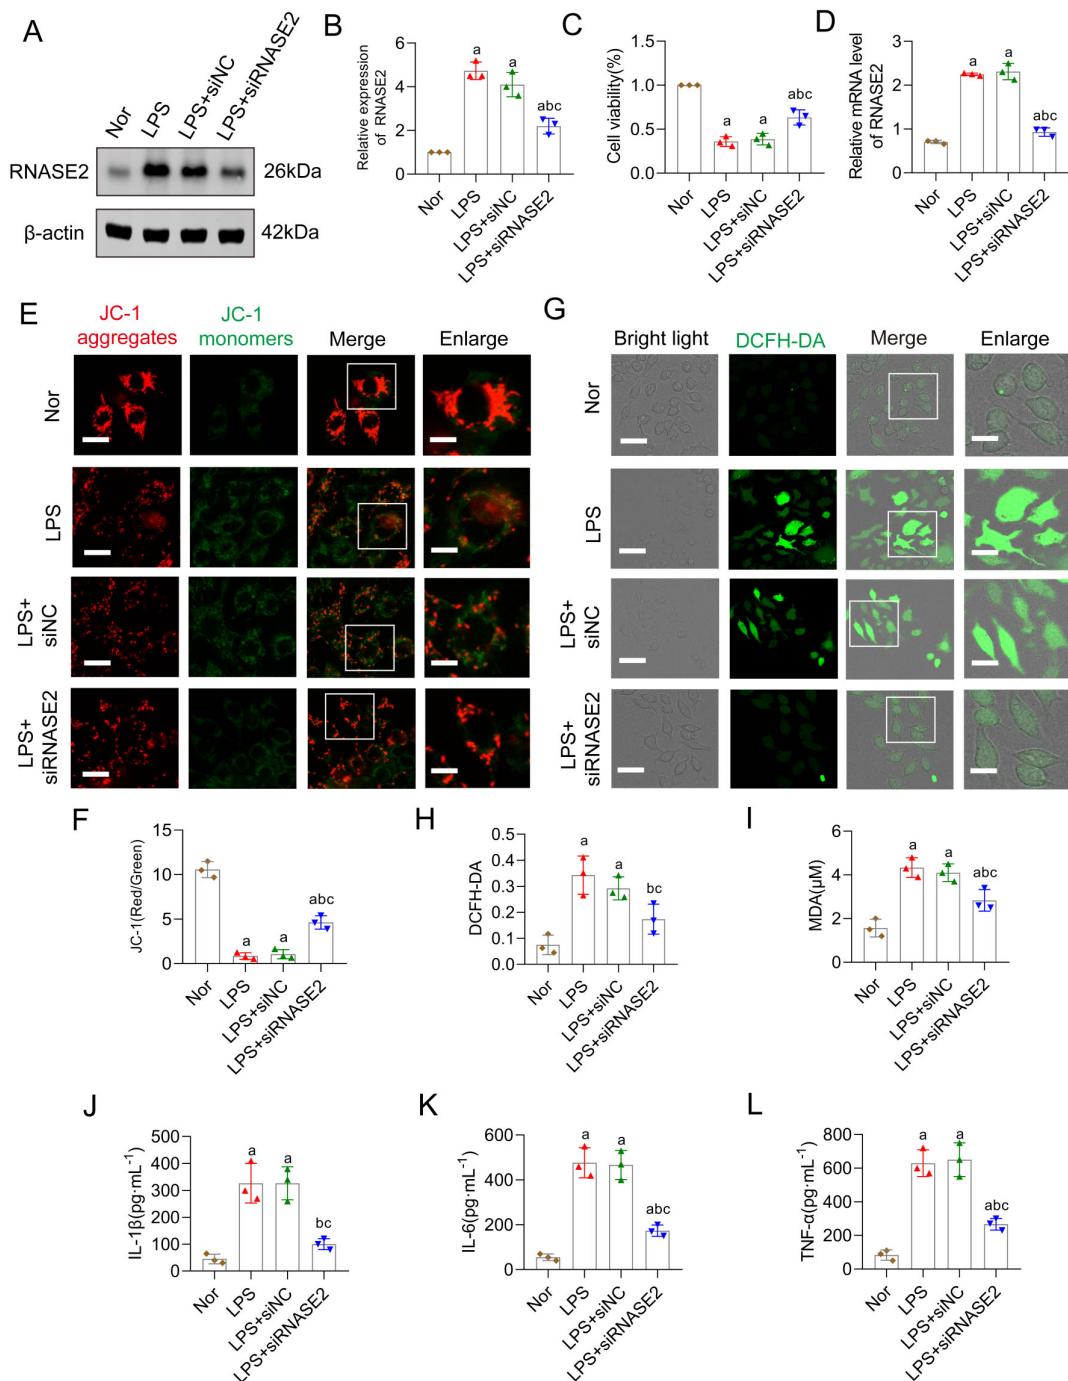 A
Nor
LPS
LPS+siNC
LPS+siRNASE2
RNASE2
26kDa
β-actin
42kDa
B
Relative expression
of RNASE2
6
4
2
0
a
a
abc
Nor
LPS
LPS+siNC
LPS+siRNASE2
C
Cell viability(%)
1.5
1.0
0.5
0.0
a
a
abc
Nor
LPS
LPS+siNC
LPS+siRNASE2
D
Relative mRNA level
of RNASE2
3
2
1
0
a
a
abc
Nor
LPS
LPS+siNC
LPS+siRNASE2
E
JC-1
aggregates
JC-1
monomers
Merge
Enlarge
Nor
LPS
LPS+
siNC
LPS+
siRNASE2
G
Bright light
DCFH-DA
Merge
Enlarge
Nor
LPS
LPS+
siNC
LPS+
siRNASE2
F
JC-1(Red/Green)
15
10
5
0
a
a
abc
Nor
LPS
LPS+siNC
LPS+siRNASE2
H
DCFH-DA
0.5
0.4
0.3
0.2
0.1
0.0
a
a
bc
Nor
LPS
LPS+siNC
LPS+siRNASE2
I
MDA(μM)
6
4
2
0
a
a
abc
Nor
LPS
LPS+siNC
LPS+siRNASE2
J
IL-1β(pg·mL⁻¹)
500
400
300
200
100
0
a
a
bc
Nor
LPS
LPS+siNC
LPS+siRNASE2
K
IL-6(pg·mL⁻¹)
600
400
200
0
a
a
abc
Nor
LPS
LPS+siNC
LPS+siRNASE2
L
TNF-α(pg·mL⁻¹)
800
600
400
200
0
a
a
abc
Nor
LPS
LPS+siNC
LPS+siRNASE2